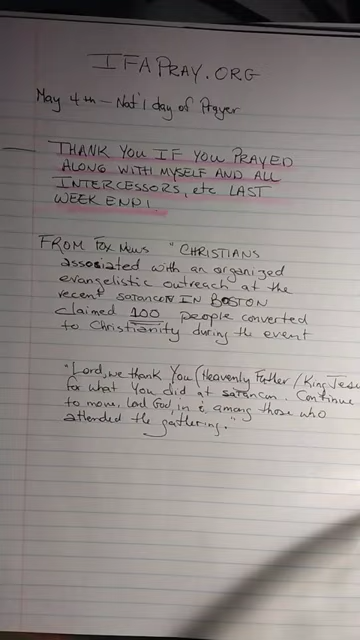 IFAPRAY.ORG
May 4th - Nat'l day of Prayer
THANK YOU IF YOU PRAYED
ALONG WITH MYSELF AND ALL
INTERCESSORS, etc LAST
WEEK END!
FROM FOX News "CHRISTIANS
associated with an organized
evangelistic outreach at the
recent SATANCON IN BOSTON
claimed 100 people converted
to Christianity during the event
"Lord, we thank You (Heavenly Father / King Jesu
for what You did at SATANCON. Continue
to move, Lord God, in & among those who
attended the gathering."